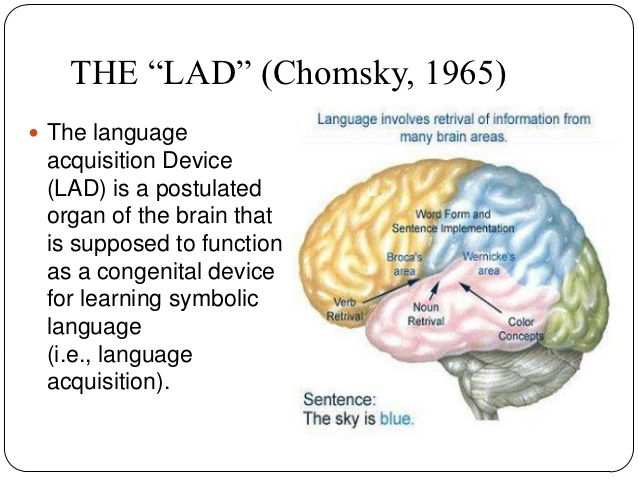 THE “LAD” (Chomsky, 1965)
The language
acquisition Device
(LAD) is a postulated
organ of the brain that
is supposed to function
as a congenital device
for learning symbolic
language
(i.e., language
acquisition).
Language involves retrival of information from
many brain areas.
Word Form and
Sentence Implementation
Broca's
area
Wernicke's
area
Verb
Retrival
Noun
Retrival
Color
Concepts
Sentence:
The sky is blue.